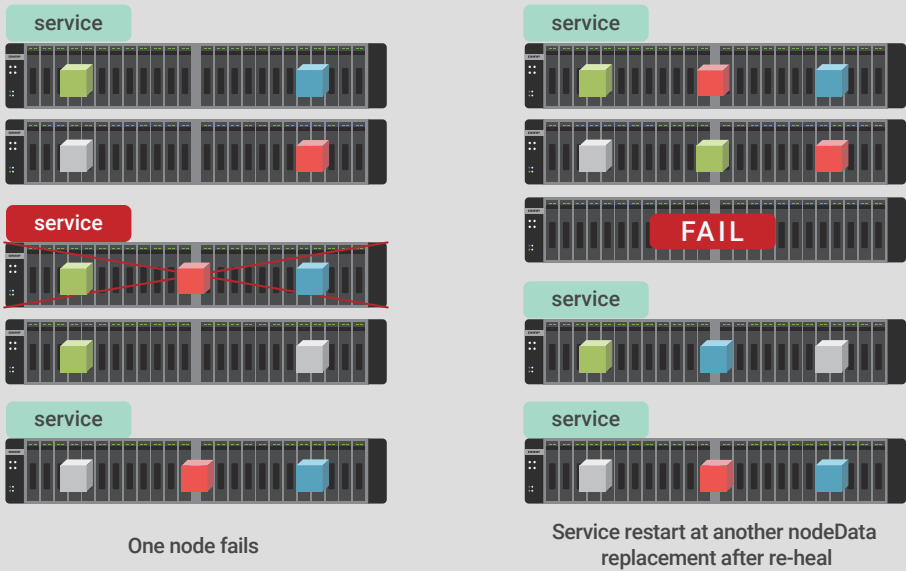 service
service
service
service
One node fails
service
FAIL
service
service
Service restart at another nodeData
replacement after re-heal